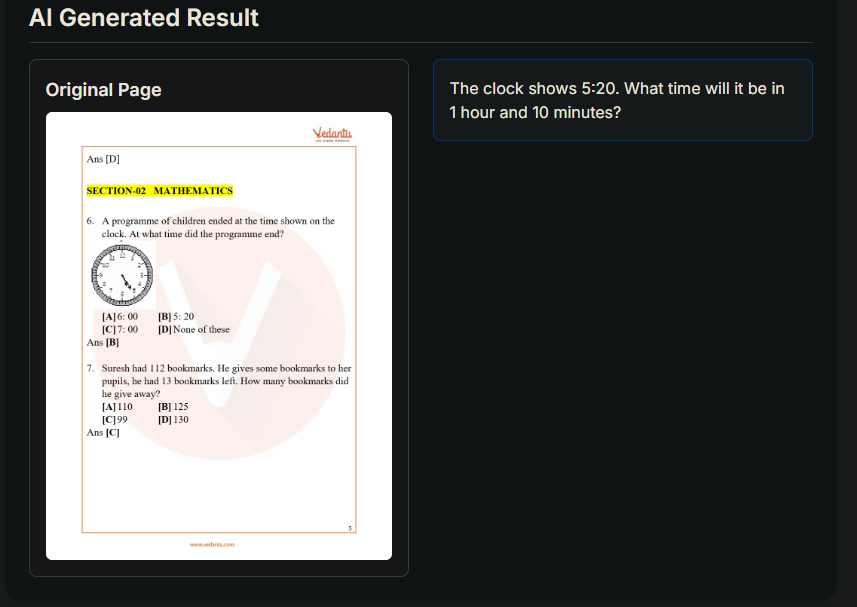 AI Generated Result
Original Page
Vedantu
Ans [D]
SECTION-02 MATHEMATICS
6. A programme of children ended at the time shown on the
clock. At what time did the programme end?
[A] 6: 00 [B] 5: 20
[C] 7: 00 [D] None of these
Ans [B]
7. Suresh had 112 bookmarks. He gives some bookmarks to her
pupils, he had 13 bookmarks left. How many bookmarks did
he give away?
[A] 110 [B] 125
[C] 99 [D] 130
Ans [C]
3
www.vedantu.com
The clock shows 5:20. What time will it be in
1 hour and 10 minutes?